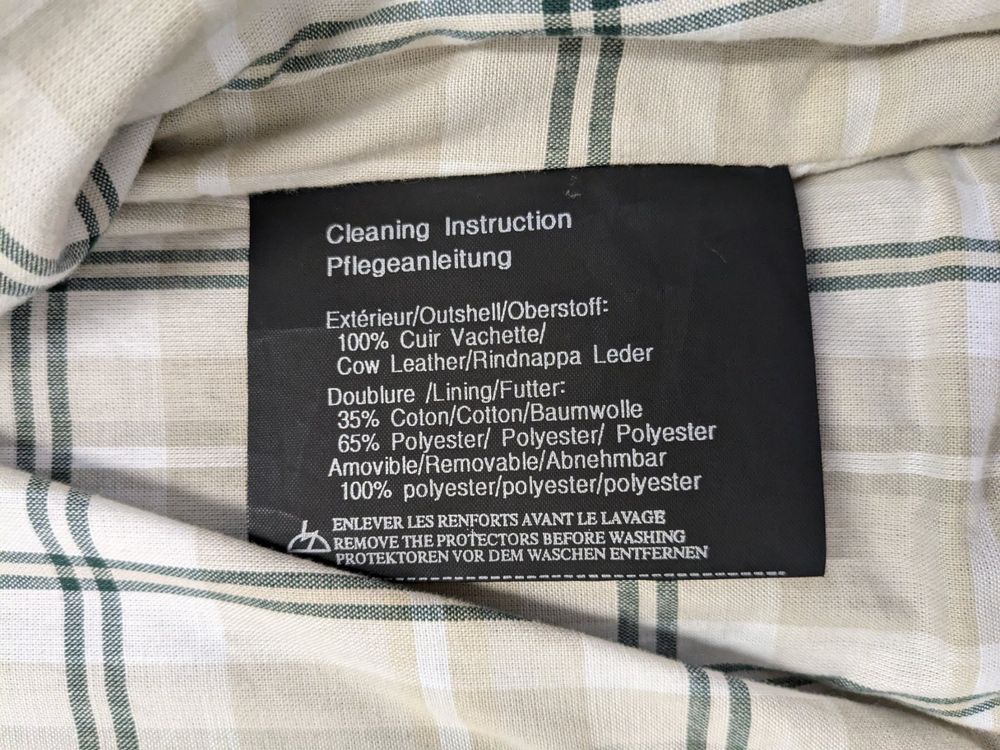 Cleaning Instruction
Pflegeanleitung
Extérieur/Outshell/Oberstoff:
100% Cuir Vachette/
Cow Leather/Rindnappa Leder
Doublure /Lining/Futter:
35% Coton/Cotton/Baumwolle
65% Polyester/ Polyester/ Polyester
Amovible/Removable/Abnehmbar
100% polyester/polyester/polyester
ENLEVER LES RENFORTS AVANT LE LAVAGE
REMOVE THE PROTECTORS BEFORE WASHING
PROTEKTOREN VOR DEM WASCHEN ENTFERNEN